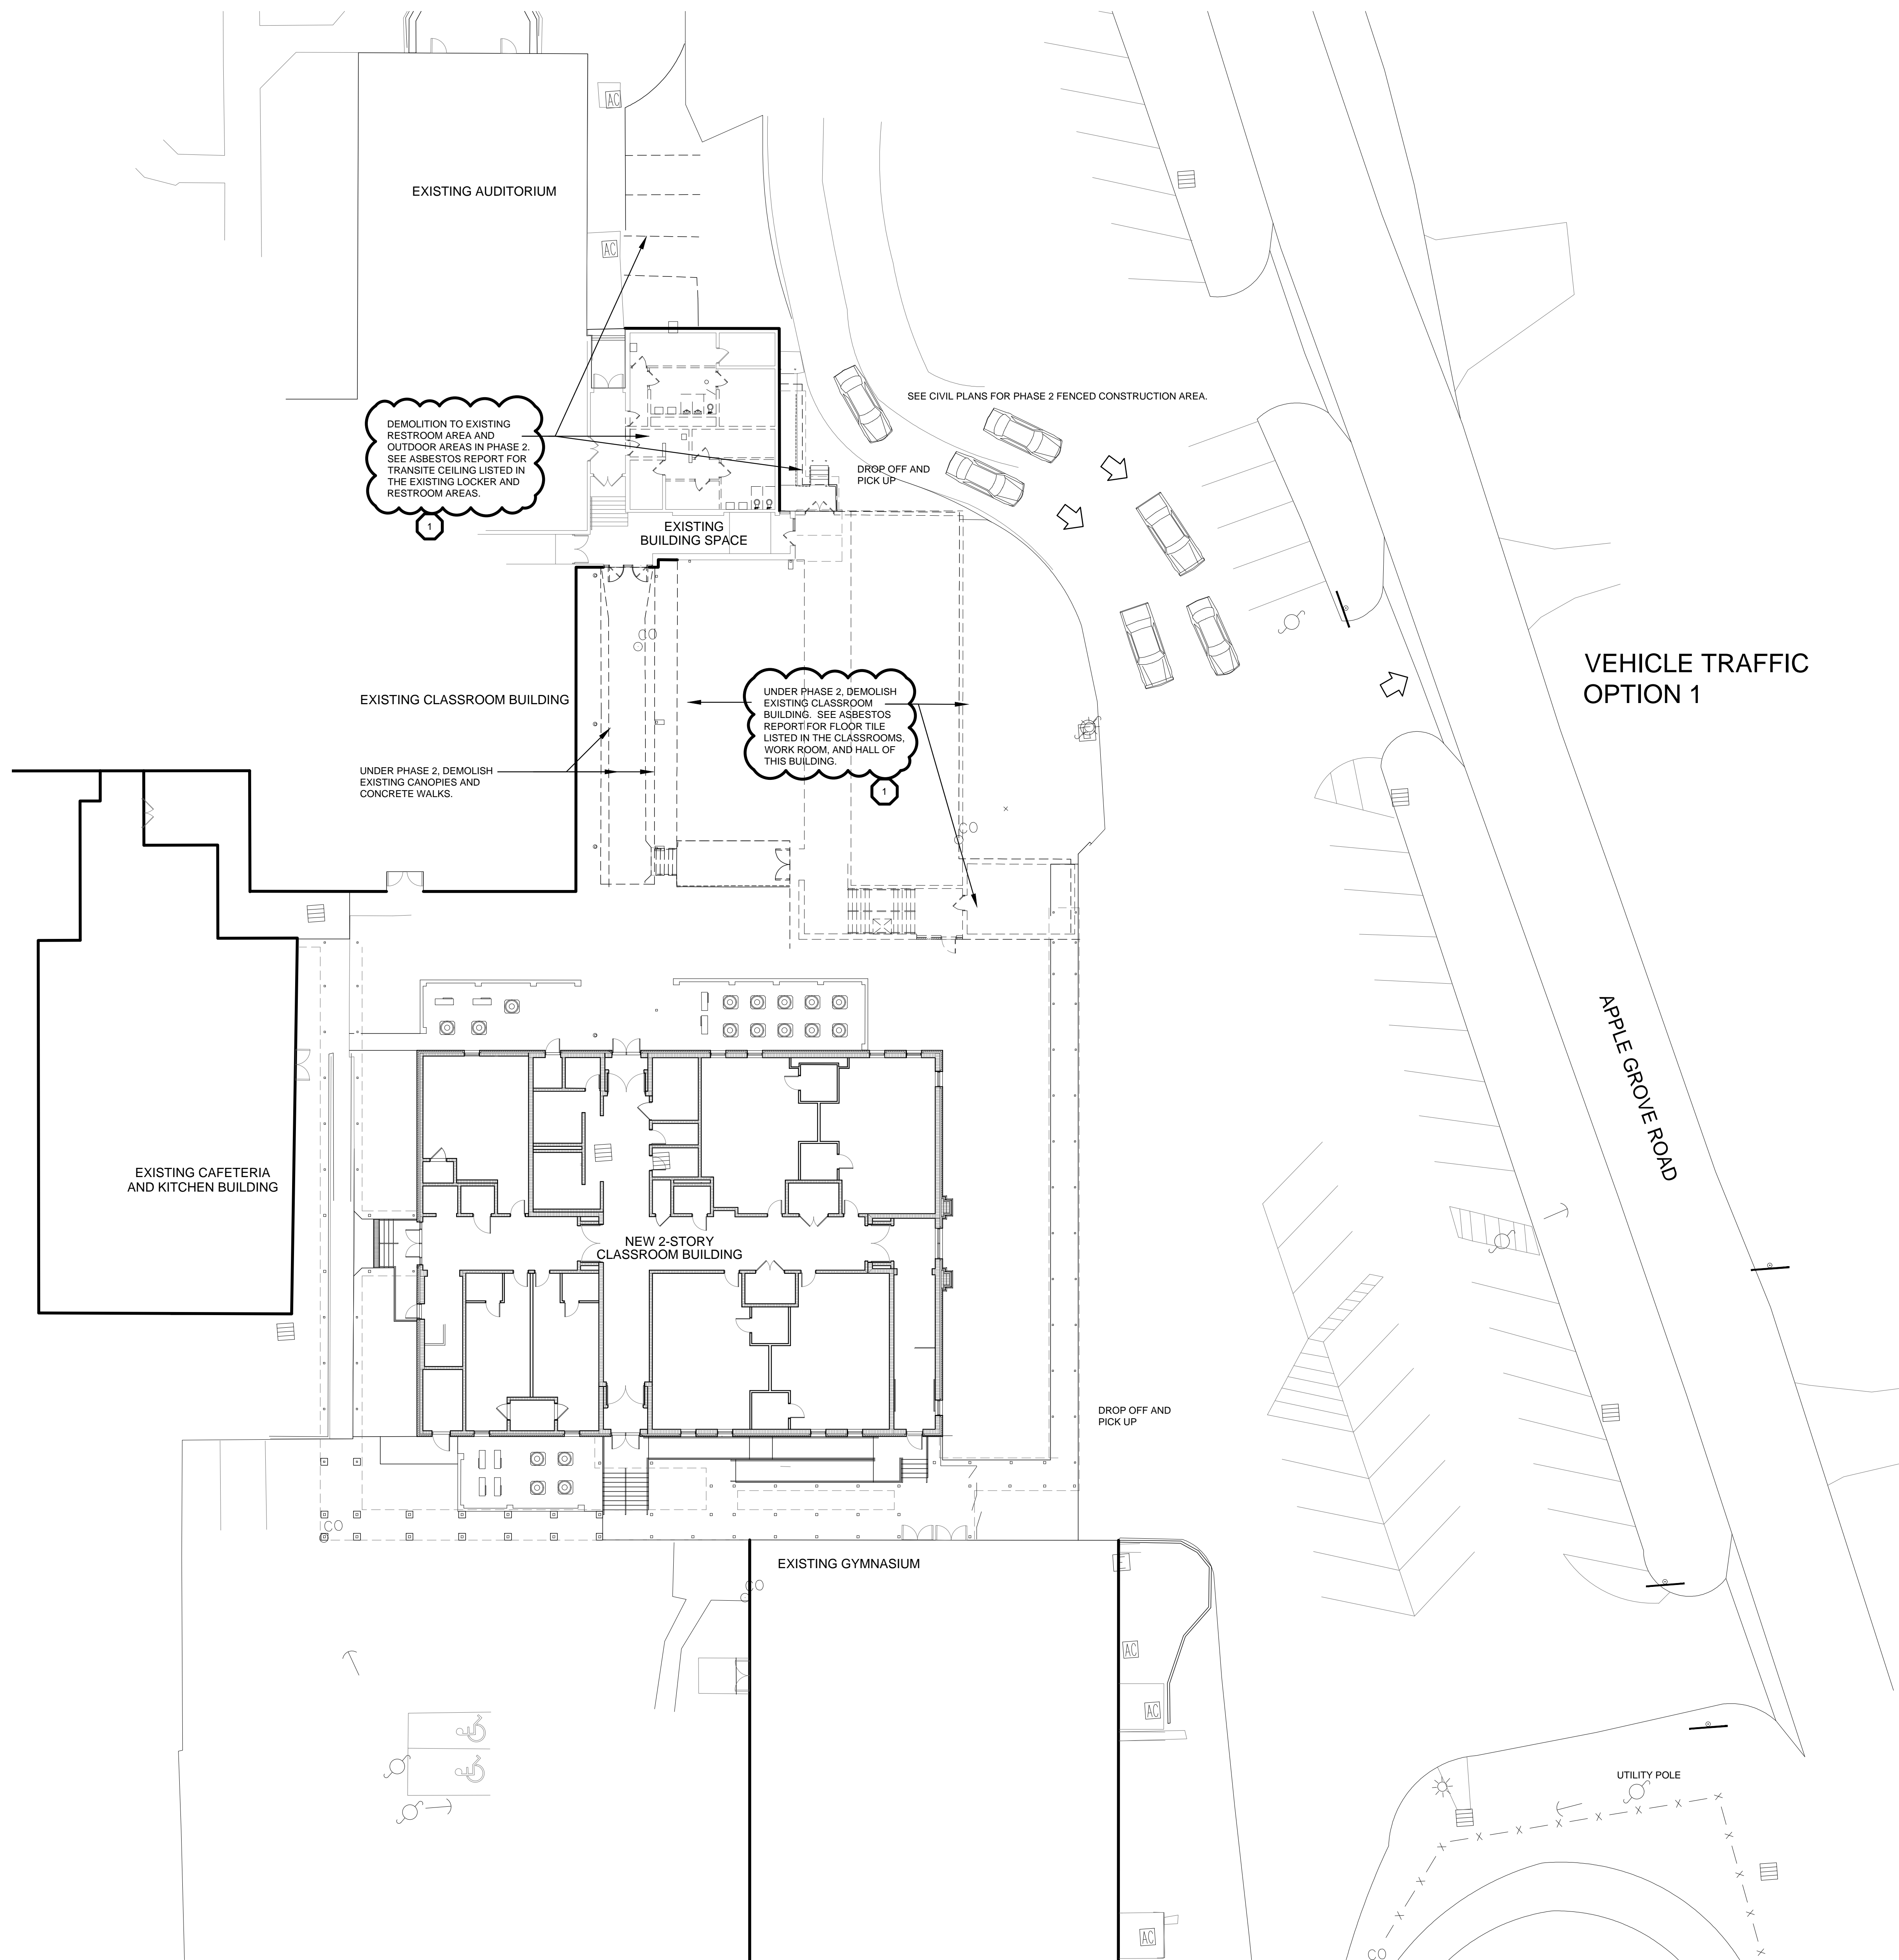 AC
EXISTING AUDITORIUM
AC
DEMOLITION TO EXISTING
RESTROOM AREA AND
OUTDOOR AREAS IN PHASE 2.
SEE ASBESTOS REPORT FOR
TRANSITE CEILING LISTED IN
THE EXISTING LOCKER AND
RESTROOM AREAS.
1
SEE CIVIL PLANS FOR PHASE 2 FENCED CONSTRUCTION AREA.
DROP OFF AND
PICK UP
EXISTING
BUILDING SPACE
CO
VEHICLE TRAFFIC
OPTION 1
EXISTING CLASSROOM BUILDING
UNDER PHASE 2, DEMOLISH
EXISTING CLASSROOM
BUILDING. SEE ASBESTOS
REPORT FOR FLOOR TILE
LISTED IN THE CLASSROOMS,
WORK ROOM, AND HALL OF
THIS BUILDING.
1
UNDER PHASE 2, DEMOLISH
EXISTING CANOPIES AND
CONCRETE WALKS.
CO
APPLE GROVE ROAD
EXISTING CAFETERIA
AND KITCHEN BUILDING
NEW 2-STORY
CLASSROOM BUILDING
DROP OFF AND
PICK UP
CO
EXISTING GYMNASIUM
CO
AC
AC
UTILITY POLE
AC
CO